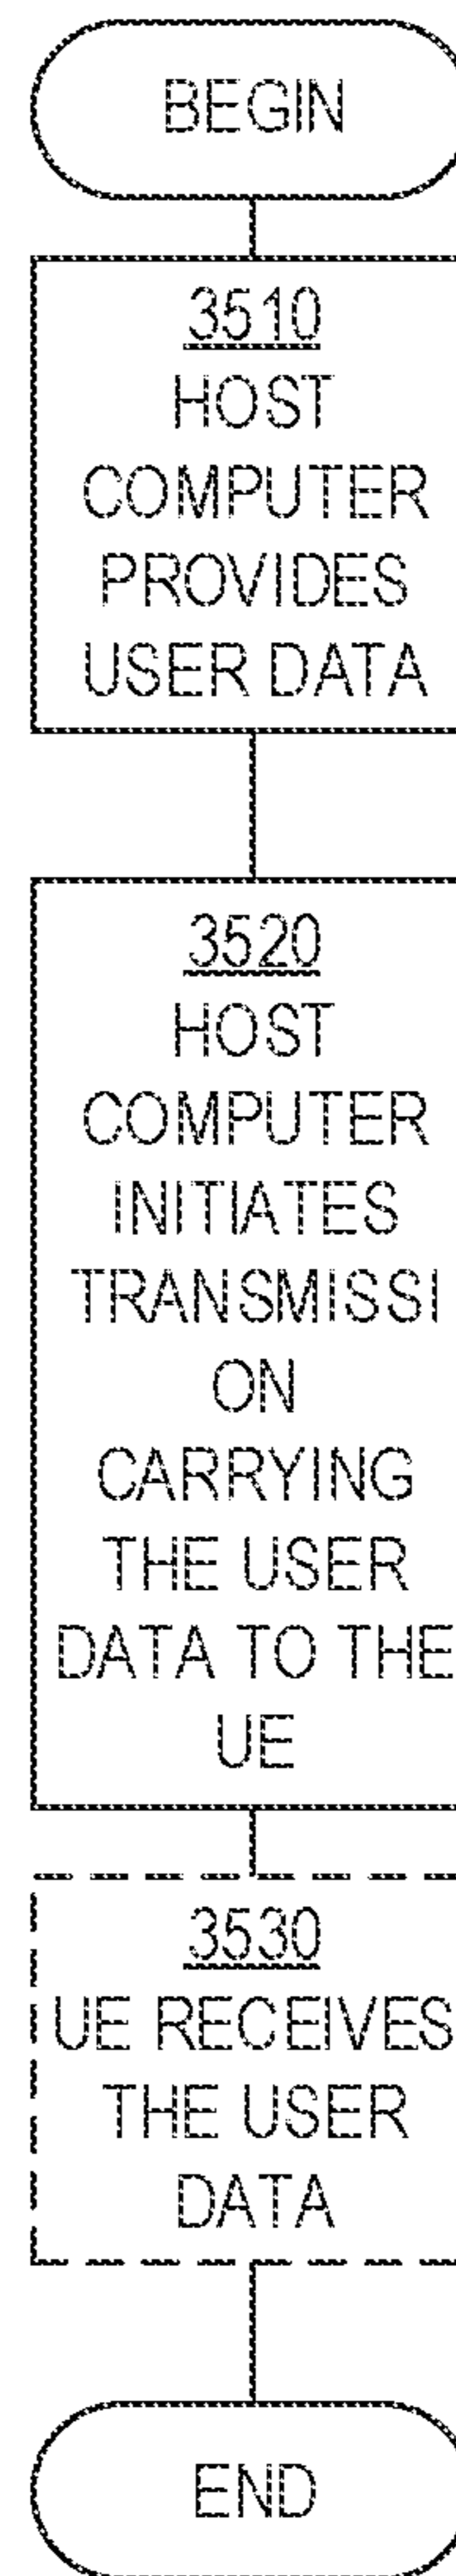 BEGIN
3510
HOST
COMPUTER
PROVIDES
USER DATA
3520
HOST
COMPUTER
INITIATES
TRANSMISSI
ON
CARRYING
THE USER
DATA TO THE
UE
3530
UE RECEIVES
THE USER
DATA
END